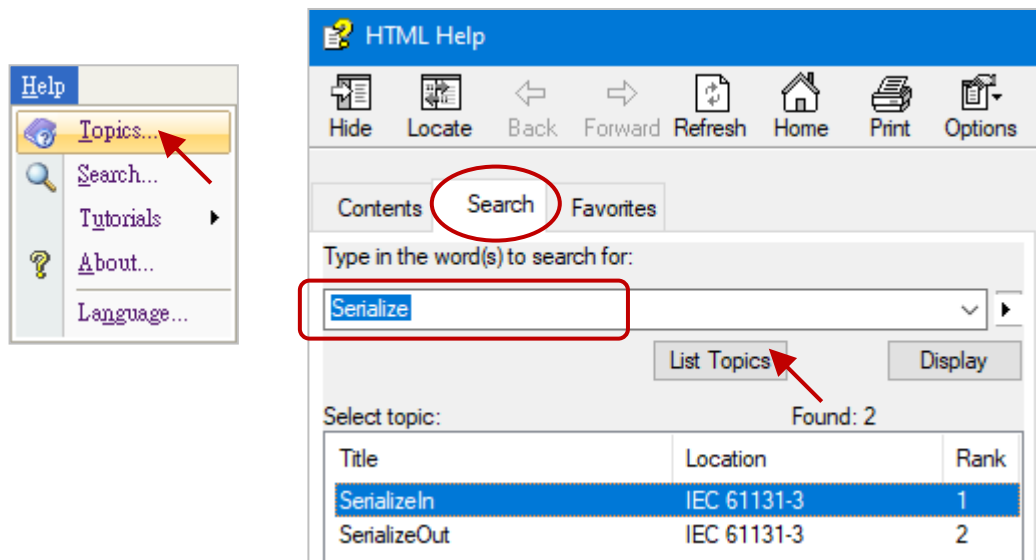 Help
Topics...
Search...
Tutorials
About...
Language...
HTML Help
Hide Locate Back Forward Refresh Home Print Options
Contents Search Favorites
Type in the word(s) to search for:
Serialize
List Topics Display
Select topic: Found: 2
Title Location Rank
SerializeIn IEC 61131-3 1
SerializeOut IEC 61131-3 2